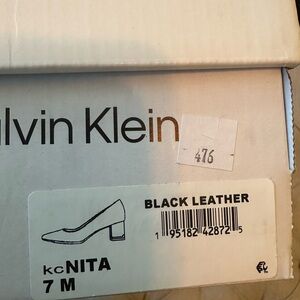 alvin Klein
476
BLACK LEATHER
1 95182 42872 5
kcNITA
7 M